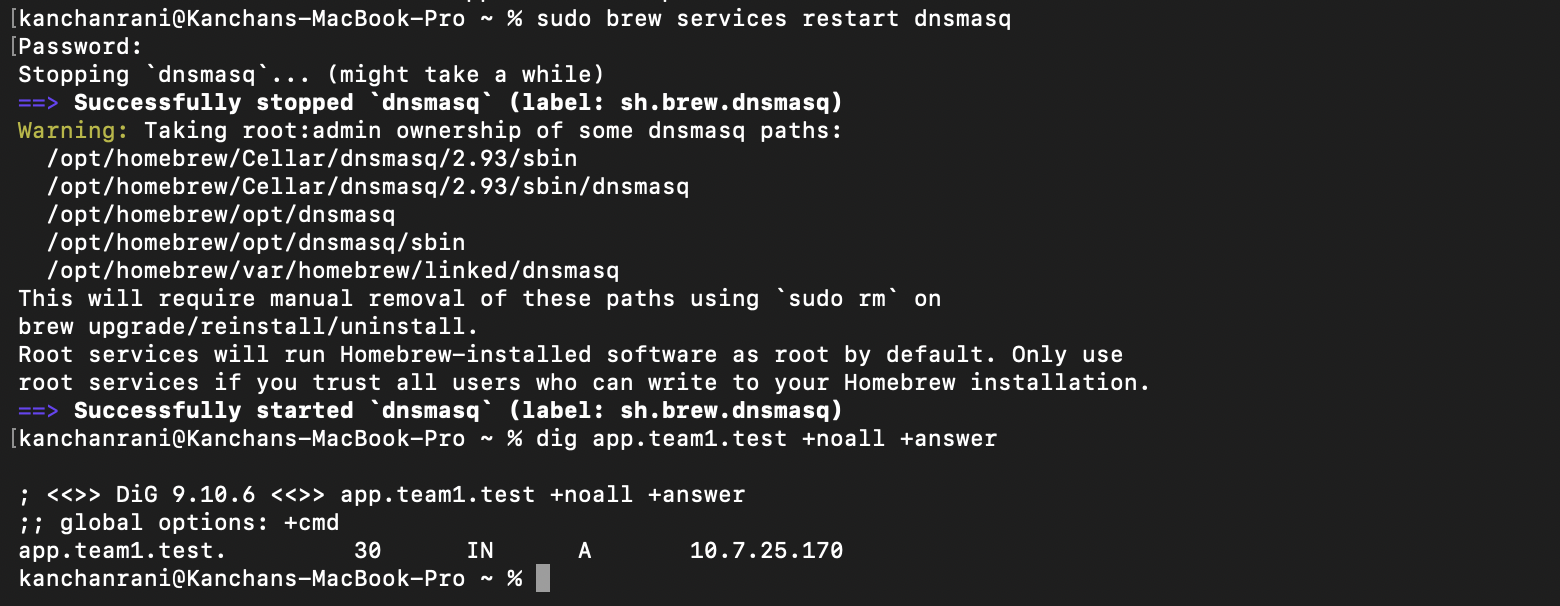 [kanchanrani@Kanchans-MacBook-Pro ~ % sudo brew services restart dnsmasq
[Password:
Stopping `dnsmasq`... (might take a while)
==> Successfully stopped `dnsmasq` (label: sh.brew.dnsmasq)
Warning: Taking root:admin ownership of some dnsmasq paths:
  /opt/homebrew/Cellar/dnsmasq/2.93/sbin
  /opt/homebrew/Cellar/dnsmasq/2.93/sbin/dnsmasq
  /opt/homebrew/opt/dnsmasq
  /opt/homebrew/opt/dnsmasq/sbin
  /opt/homebrew/var/homebrew/linked/dnsmasq
This will require manual removal of these paths using `sudo rm` on
brew upgrade/reinstall/uninstall.
Root services will run Homebrew-installed software as root by default. Only use
root services if you trust all users who can write to your Homebrew installation.
==> Successfully started `dnsmasq` (label: sh.brew.dnsmasq)
[kanchanrani@Kanchans-MacBook-Pro ~ % dig app.team1.test +noall +answer

; <<>> DiG 9.10.6 <<>> app.team1.test +noall +answer
;; global options: +cmd
app.team1.test.         30      IN      A       10.7.25.170
kanchanrani@Kanchans-MacBook-Pro ~ %